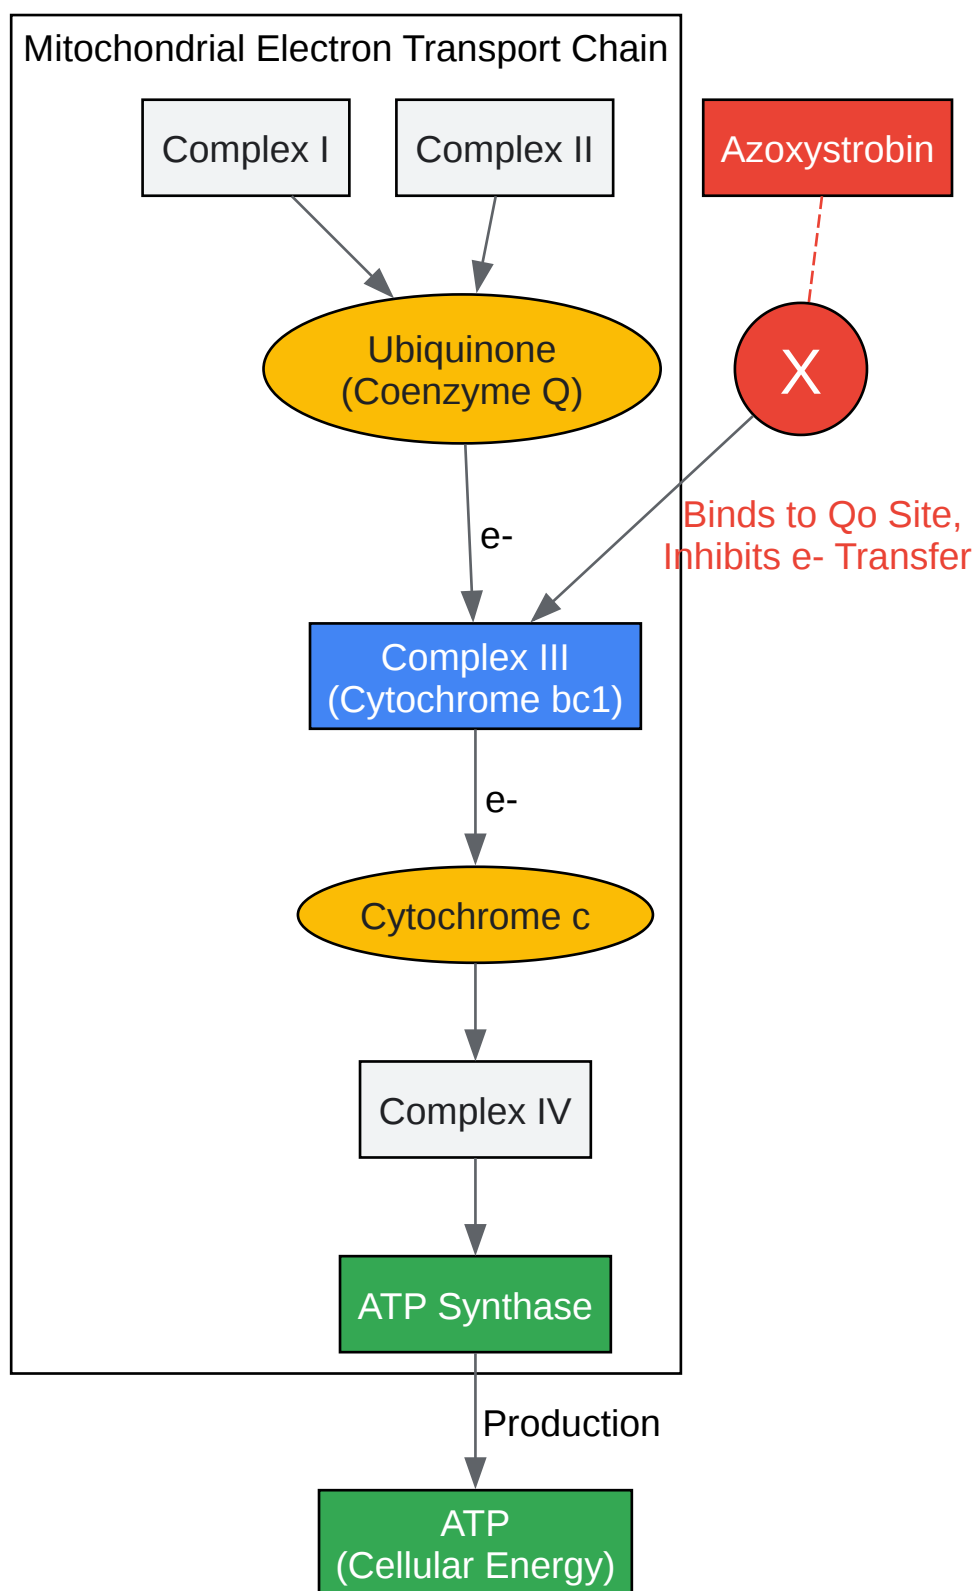 Mitochondrial Electron Transport Chain
Complex I
Complex II
Azoxystrobin
Ubiquinone
(Coenzyme Q)
X
Binds to Qo Site,
Inhibits e- Transfer
e-
Complex III
(Cytochrome bc1)
e-
Cytochrome c
Complex IV
ATP Synthase
Production
ATP
(Cellular Energy)